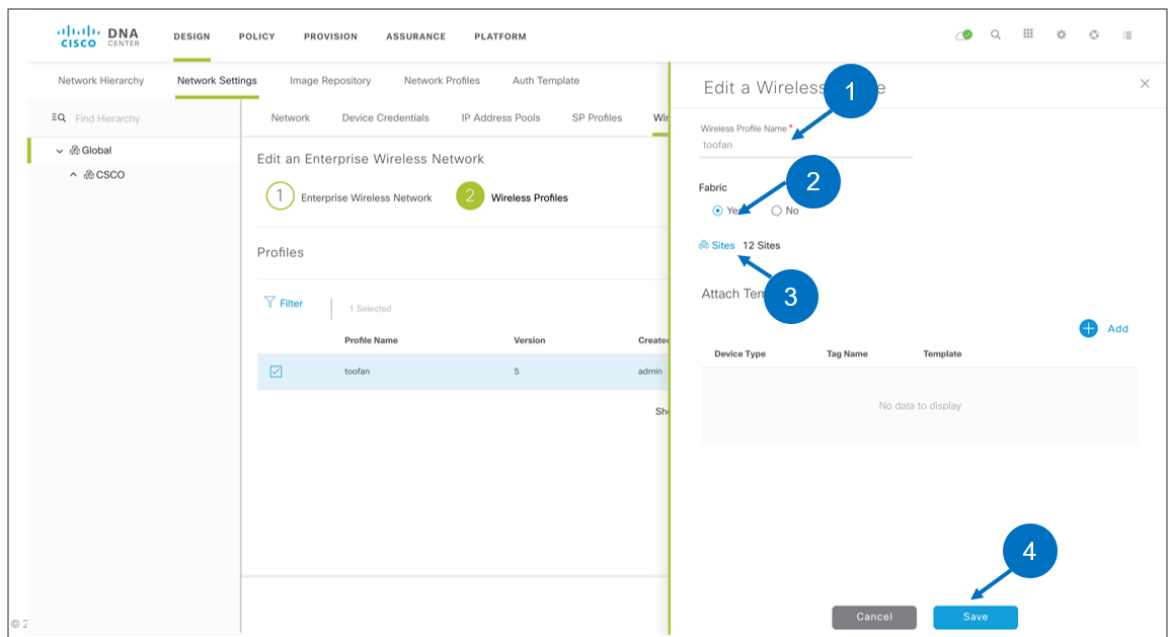 CISCO DNA CENTER
DESIGN POLICY PROVISION ASSURANCE PLATFORM
Network Hierarchy Network Settings Image Repository Network Profiles Auth Template
Edit a Wireless
1
Find Hierarchy
Network Device Credentials IP Address Pools SP Profiles
Wireless Profile Name *
toofan
Global
CSCO
Edit an Enterprise Wireless Network
1 Enterprise Wireless Network 2 Wireless Profiles
Fabric
2
Yes No
Sites 12 Sites
Profiles
Attach
3
Filter 1 Selected
Add
Profile Name Version Create
Device Type Tag Name Template
toofan 5 admin
No data to display
4
Cancel Save
© 2